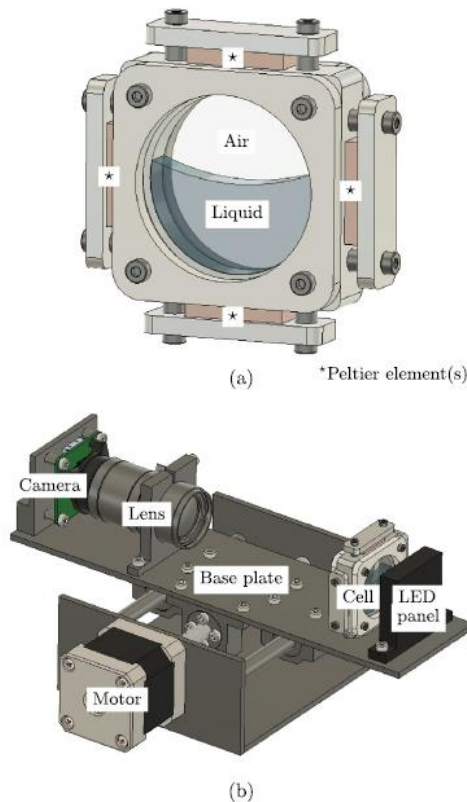 ★
Air
★
★
Liquid
★
(a)
*Peltier element(s)
Camera
Lens
Base plate
Cell
LED
panel
Motor
(b)